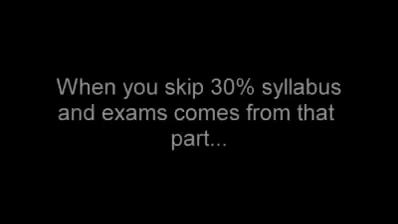 When you skip 30% syllabus
and exams comes from that
part...